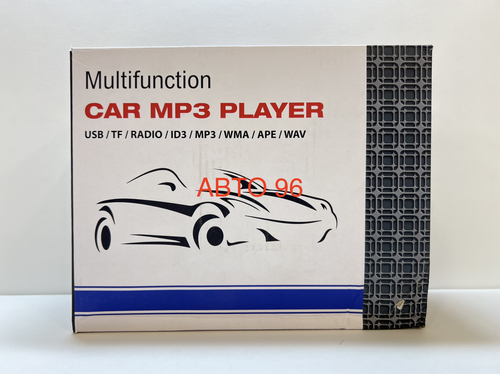 Multifunction
CAR MP3 PLAYER
USB / TF / RADIO / ID3 / MP3 / WMA / APE / WAV
АВТО 96